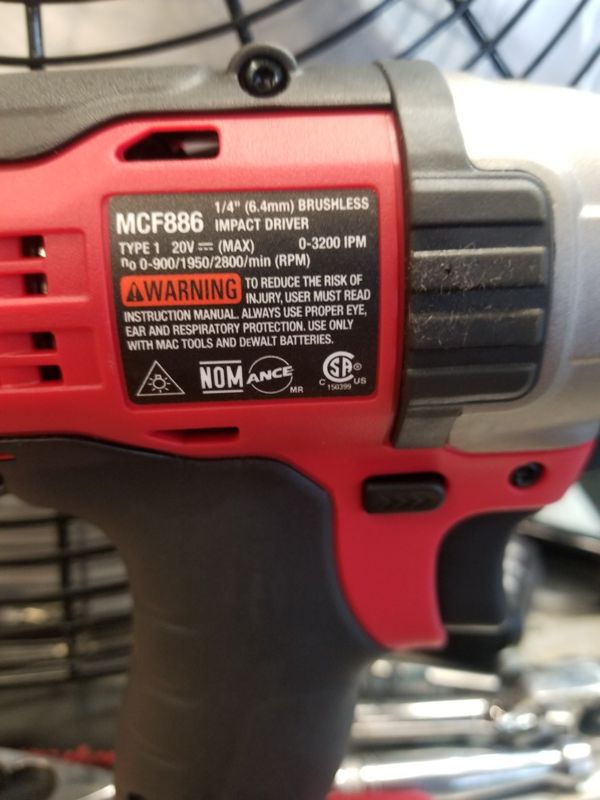 1/4" (6.4mm) BRUSHLESS
MCF886 IMPACT DRIVER
TYPE 1 20V ⎓ (MAX) 0-3200 IPM
n₀ 0-900/1950/2800/min (RPM)
⚠WARNING TO REDUCE THE RISK OF
INJURY, USER MUST READ
INSTRUCTION MANUAL. ALWAYS USE PROPER EYE,
EAR AND RESPIRATORY PROTECTION. USE ONLY
WITH MAC TOOLS AND DeWALT BATTERIES.
NOM ANCE MR
CSA® C US
150399